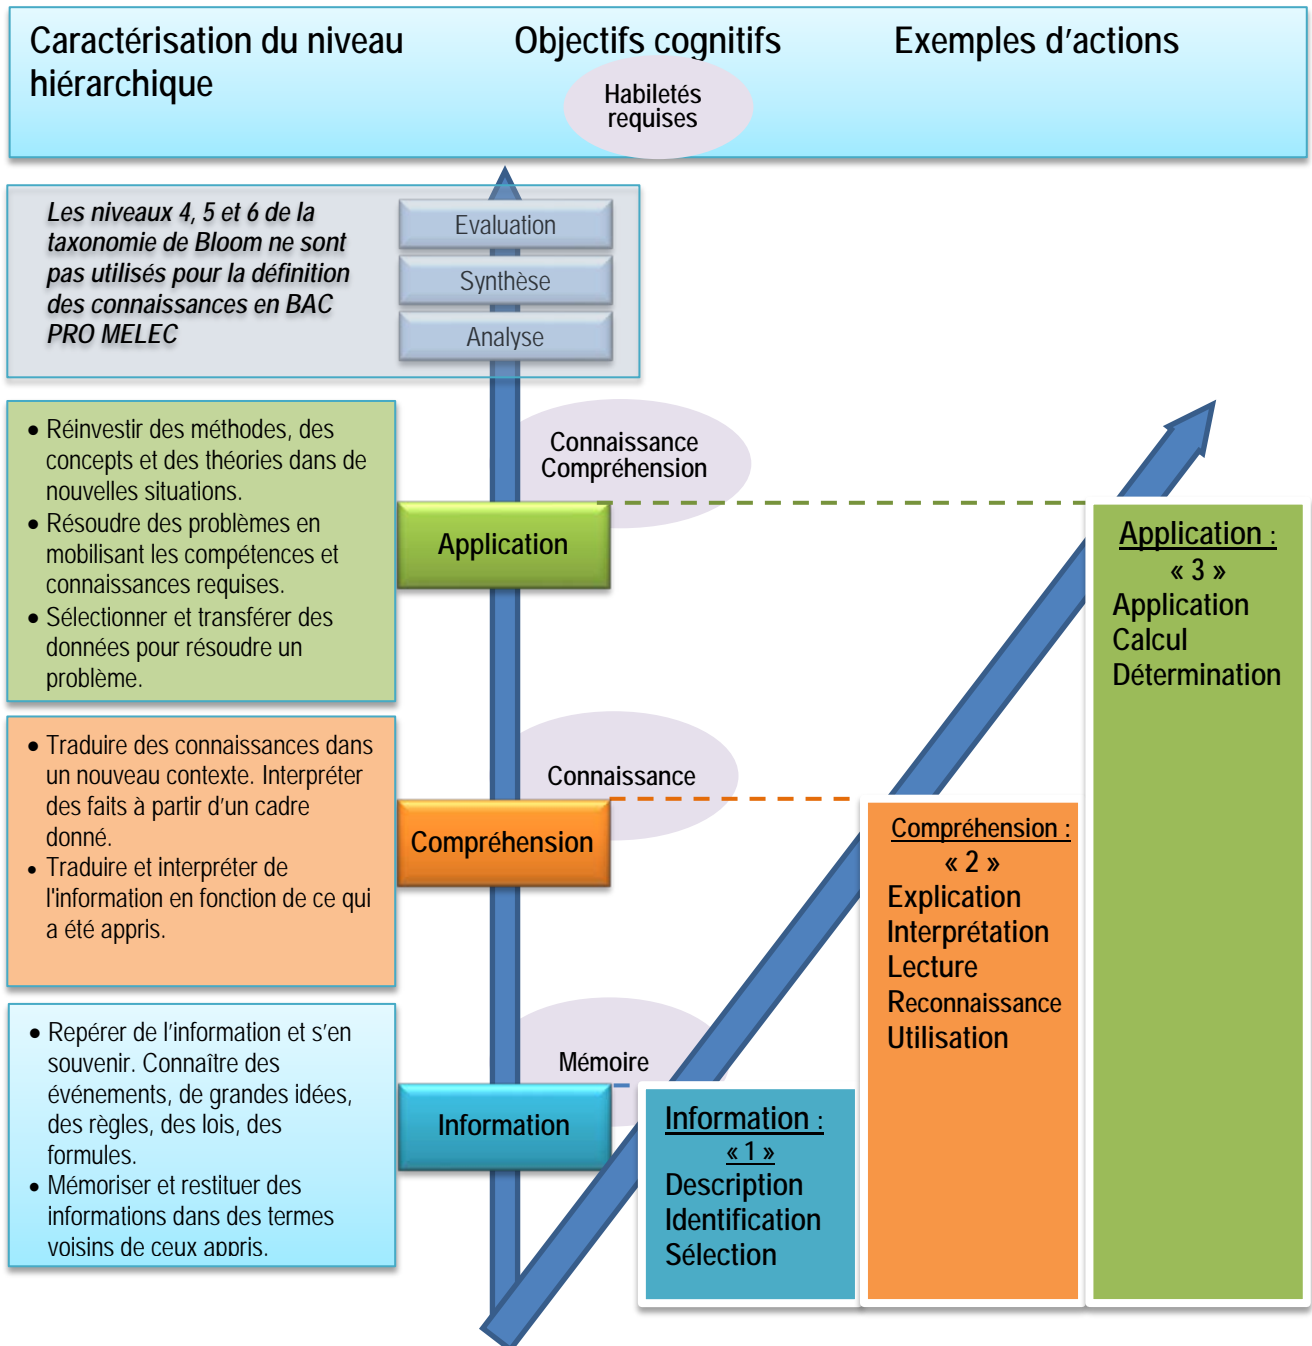 Caractérisation du niveau
hiérarchique
Objectifs cognitifs
Habiletés
requises
Exemples d'actions
Les niveaux 4, 5 et 6 de la
taxonomie de Bloom ne sont
pas utilisés pour la définition
des connaissances en BAC
PRO MELEC
Evaluation
Synthèse
Analyse
• Réinvestir des méthodes, des
concepts et des théories dans de
nouvelles situations.
• Résoudre des problèmes en
mobilisant les compétences et
connaissances requises.
• Sélectionner et transférer des
données pour résoudre un
problème.
Connaissance
Compréhension
Application
Application :
« 3 »
Application
Calcul
Détermination
• Traduire des connaissances dans
un nouveau contexte. Interpréter
des faits à partir d’un cadre
donné.
• Traduire et interpréter de
l'information en fonction de ce qui
a été appris.
Connaissance
Compréhension
Compréhension :
« 2 »
Explication
Interprétation
Lecture
Reconnaissance
Utilisation
• Repérer de l’information et s’en
souvenir. Connaître des
événements, de grandes idées,
des règles, des lois, des
formules.
• Mémoriser et restituer des
informations dans des termes
voisins de ceux appris.
Mémoire
Information
Information :
« 1 »
Description
Identification
Sélection